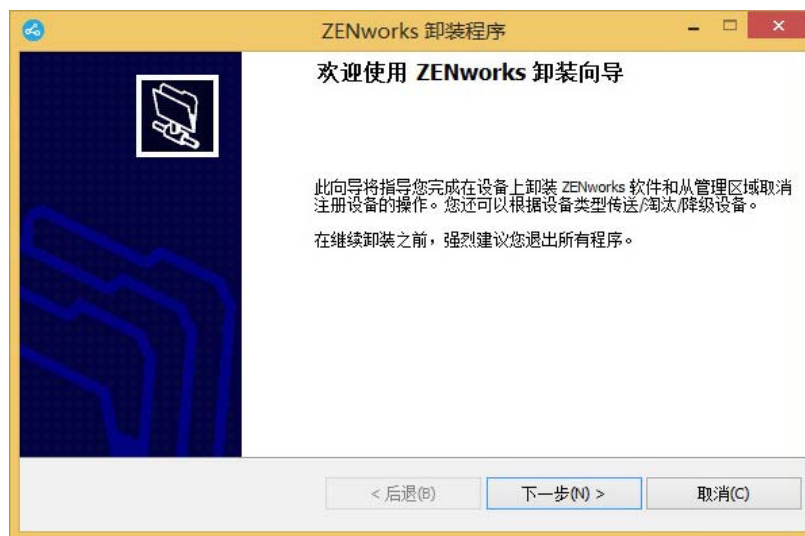 ZENworks 卸装程序
欢迎使用 ZENworks 卸装向导
此向导将指导您完成在设备上卸装 ZENworks 软件和从管理区域取消
注册设备的操作。您还可以根据设备类型传送/淘汰/降级设备。
在继续卸装之前，强烈建议您退出所有程序。
< 后退(B)
下一步(N) >
取消(C)